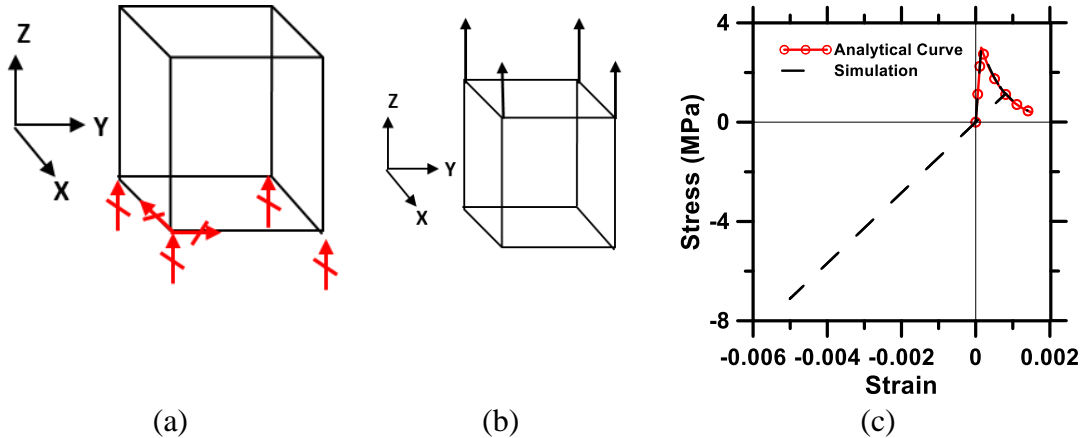 Z
Y
X
(a)
Z
Y
X
(b)
4
0
-4
-8
Stress (MPa)
Analytical Curve
Simulation
-0.006 -0.004 -0.002 0 0.002
Strain
(c)